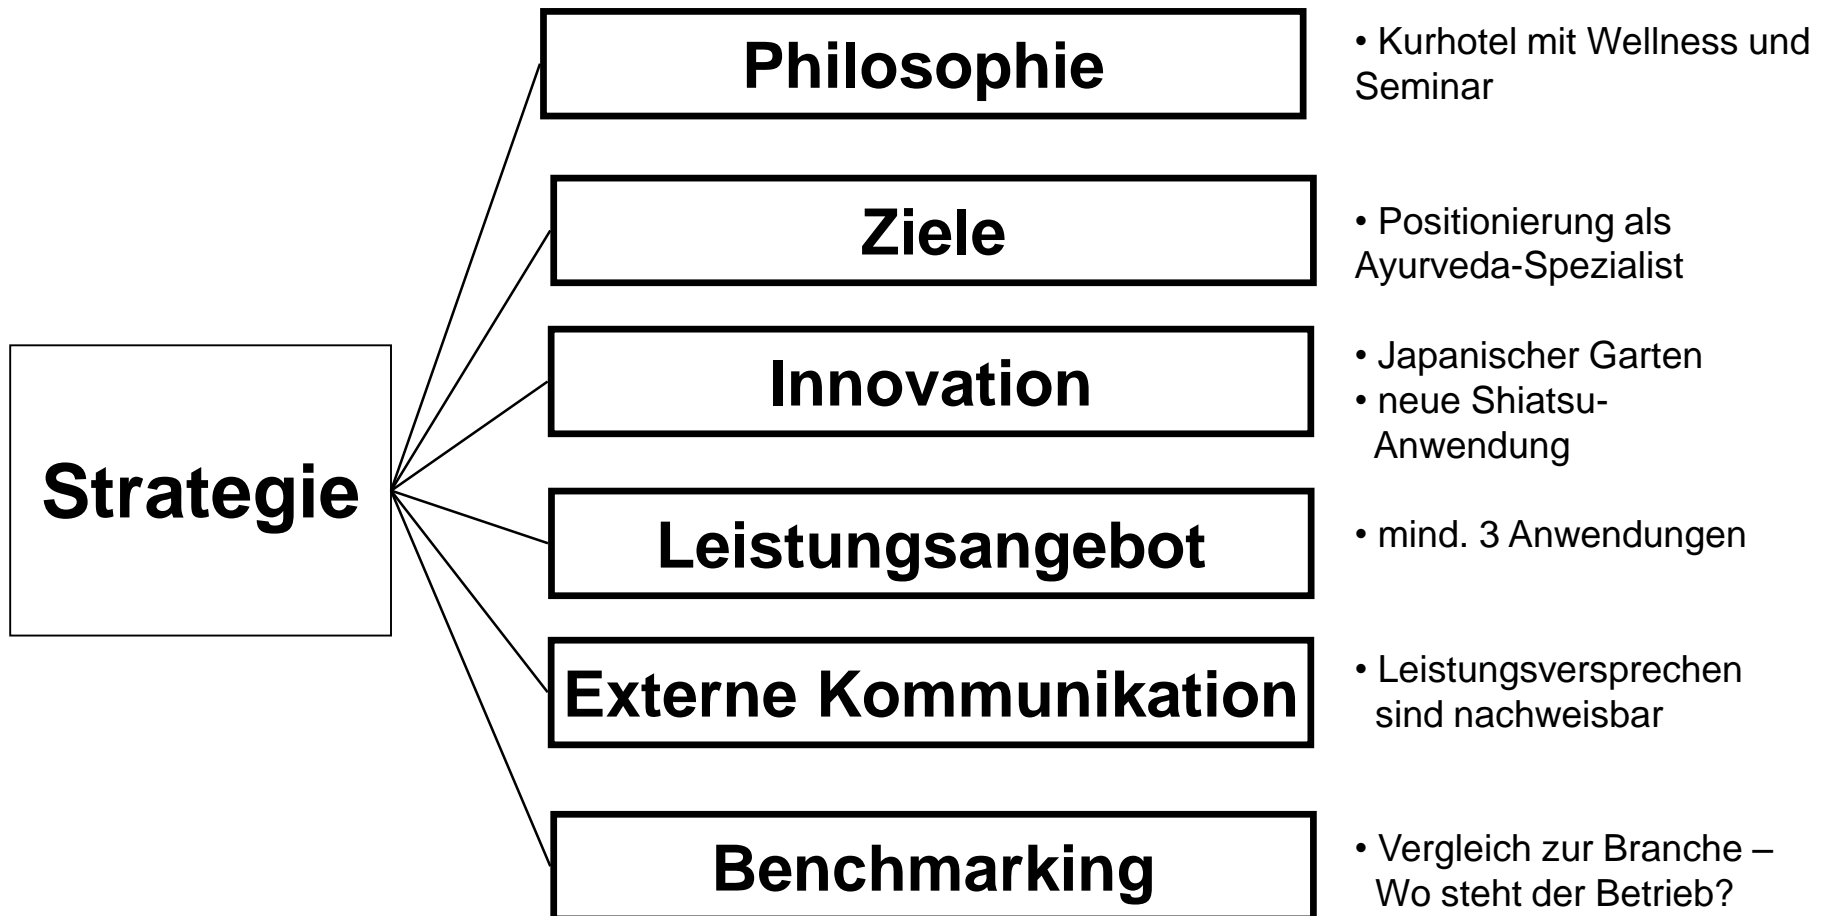 Philosophie
• Kurhotel mit Wellness und
Seminar
Ziele
• Positionierung als
Ayurveda-Spezialist
Innovation
• Japanischer Garten
• neue Shiatsu-
Anwendung
Strategie
Leistungsangebot
• mind. 3 Anwendungen
Externe Kommunikation
• Leistungsversprechen
sind nachweisbar
Benchmarking
• Vergleich zur Branche –
Wo steht der Betrieb?